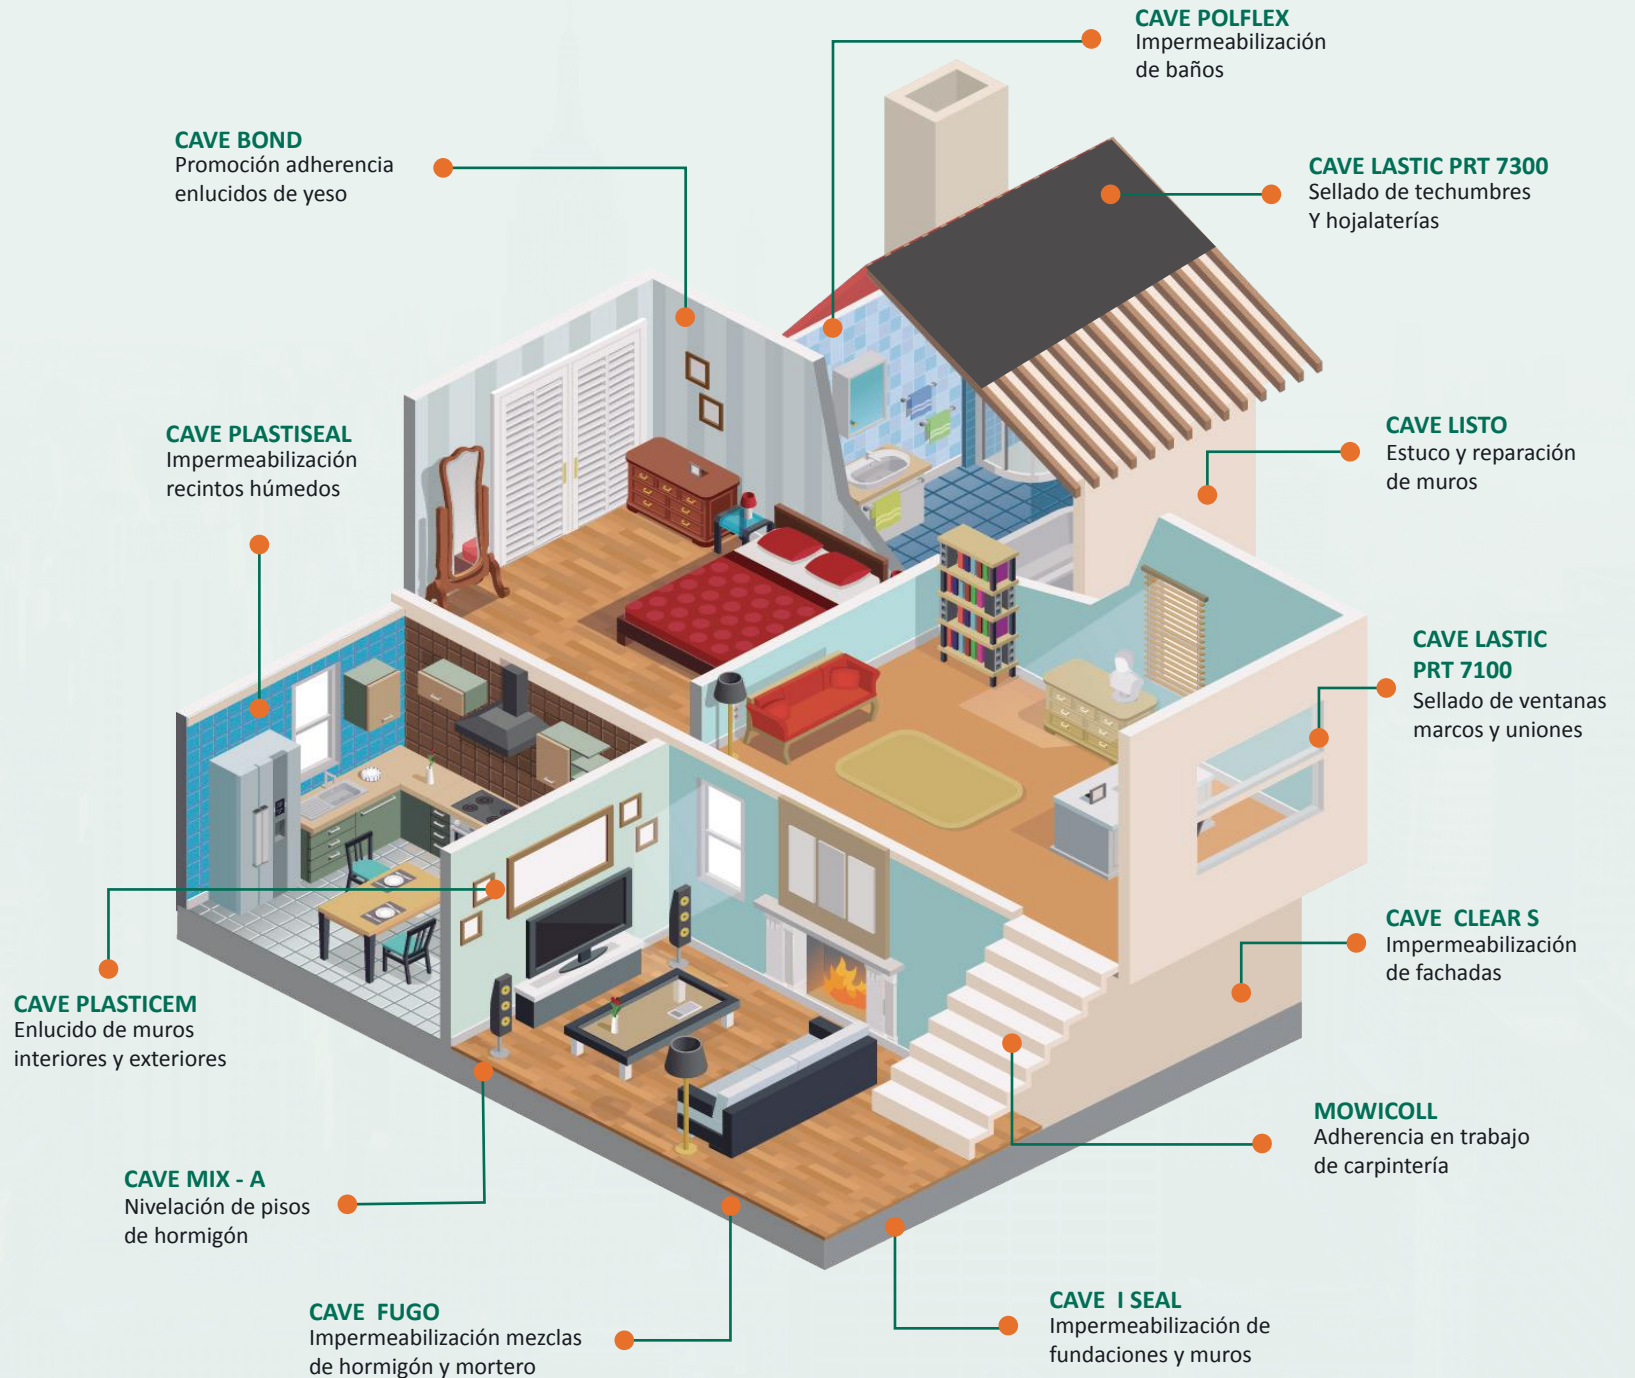 CAVE POLFLEX
Impermeabilización
de baños
CAVE BOND
Promoción adherencia
enlucidos de yeso
CAVE LASTIC PRT 7300
Sellado de techumbres
Y hojalaterías
CAVE PLASTISEAL
Impermeabilización
recintos húmedos
CAVE LISTO
Estuco y reparación
de muros
CAVE LASTIC
PRT 7100
Sellado de ventanas
marcos y uniones
CAVE CLEAR S
Impermeabilización
de fachadas
CAVE PLASTICEM
Enlucido de muros
interiores y exteriores
MOWICOLL
Adherencia en trabajo
de carpintería
CAVE MIX - A
Nivelación de pisos
de hormigón
CAVE FUGO
Impermeabilización mezclas
de hormigón y mortero
CAVE I SEAL
Impermeabilización de
fundaciones y muros